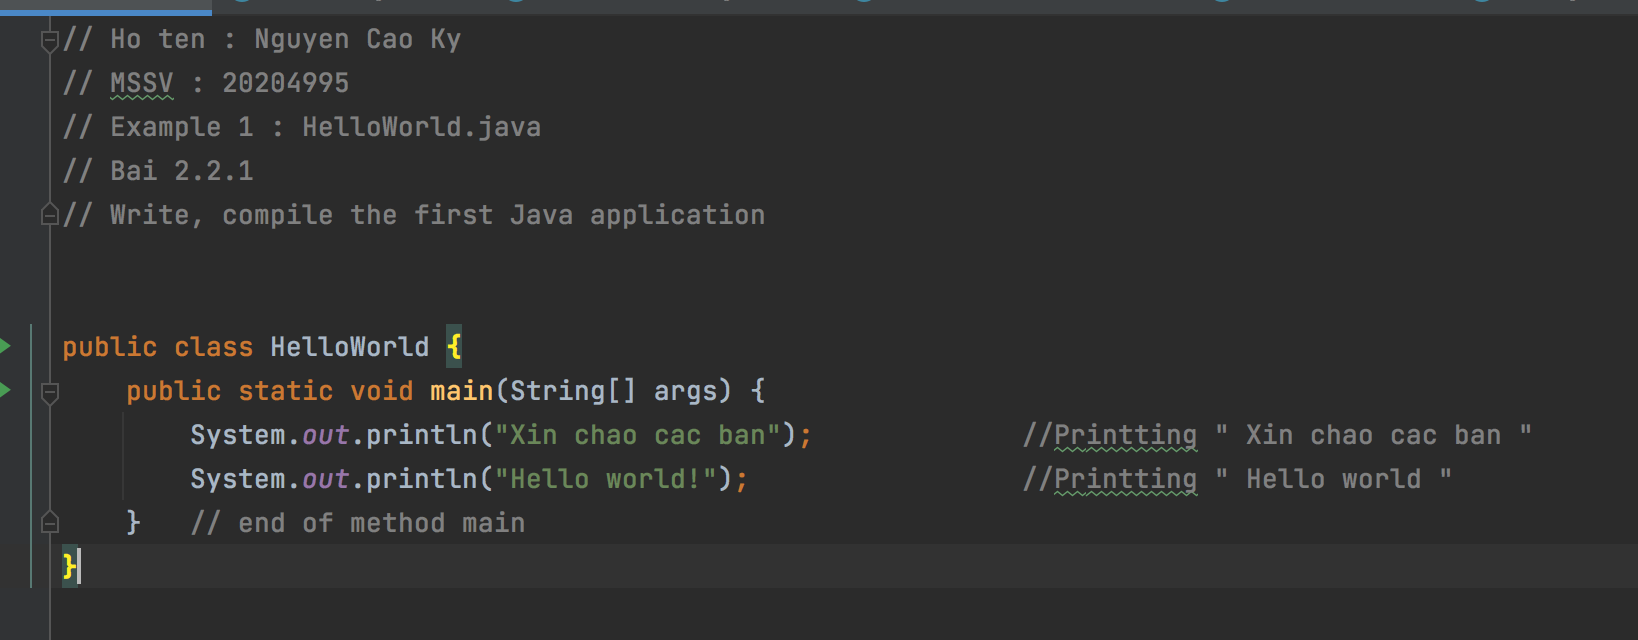 // Ho ten : Nguyen Cao Ky
// MSSV : 20204995
// Example 1 : HelloWorld.java
// Bai 2.2.1
// Write, compile the first Java application
public class HelloWorld {
    public static void main(String[] args) {
        System.out.println("Xin chao cac ban");             //Printting " Xin chao cac ban "
        System.out.println("Hello world!");                 //Printting " Hello world "
    }   // end of method main
}